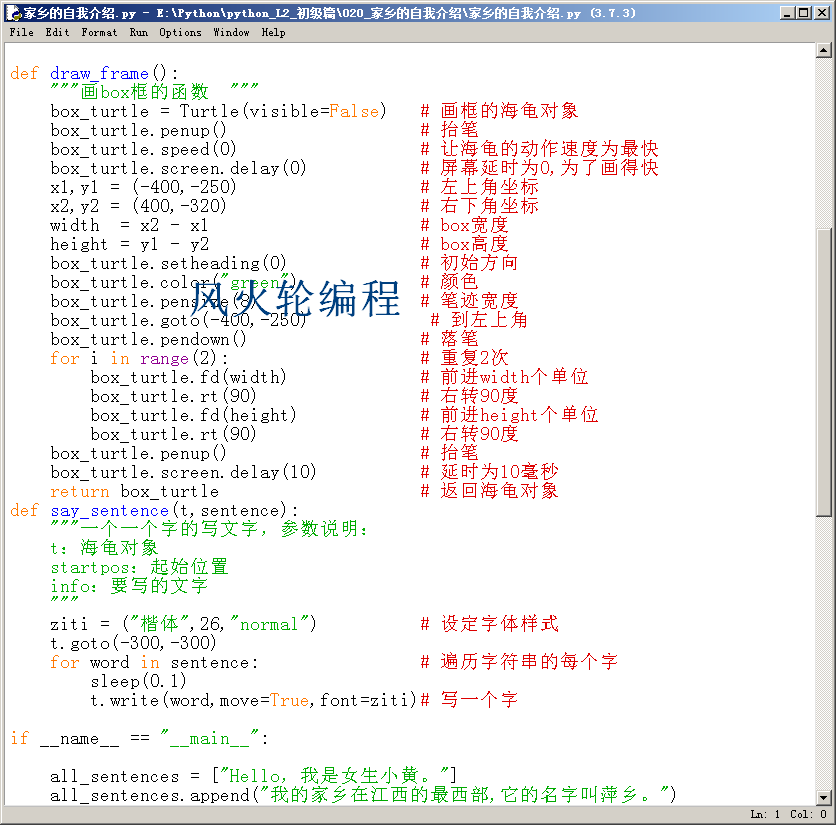 家乡的自我介绍.py - E:\Python\python_L2_初级篇\020_家乡的自我介绍\家乡的自我介绍.py (3.7.3)
File Edit Format Run Options Window Help
def draw_frame():
    """画box框的函数  """
    box_turtle = Turtle(visible=False)   # 画框的海龟对象
    box_turtle.penup()                   # 抬笔
    box_turtle.speed(0)                  # 让海龟的动作速度为最快
    box_turtle.screen.delay(0)           # 屏幕延时为0,为了画得快
    x1,y1 = (-400,-250)                  # 左上角坐标
    x2,y2 = (400,-320)                   # 右下角坐标
    width  = x2 - x1                     # box宽度
    height = y1 - y2                     # box高度
    box_turtle.setheading(0)             # 初始方向
    box_turtle.color("green")            # 颜色
    box_turtle.pensize(8)                # 笔迹宽度
风火轮编程
    box_turtle.goto(-400,-250)            # 到左上角
    box_turtle.pendown()                 # 落笔
    for i in range(2):                   # 重复2次
        box_turtle.fd(width)             # 前进width个单位
        box_turtle.rt(90)                # 右转90度
        box_turtle.fd(height)            # 前进height个单位
        box_turtle.rt(90)                # 右转90度
    box_turtle.penup()                   # 抬笔
    box_turtle.screen.delay(10)          # 延时为10毫秒
    return box_turtle                    # 返回海龟对象
def say_sentence(t,sentence):
    """一个一个字的写文字，参数说明：
    t：海龟对象
    startpos：起始位置
    info：要写的文字
    """
    ziti = ("楷体",26,"normal")          # 设定字体样式
    t.goto(-300,-300)
    for word in sentence:                # 遍历字符串的每个字
        sleep(0.1)
        t.write(word,move=True,font=ziti)# 写一个字
if __name__ == "__main__":
    all_sentences = ["Hello，我是女生小黄。"]
    all_sentences.append("我的家乡在江西的最西部,它的名字叫萍乡。")
Ln: 1 Col: 0